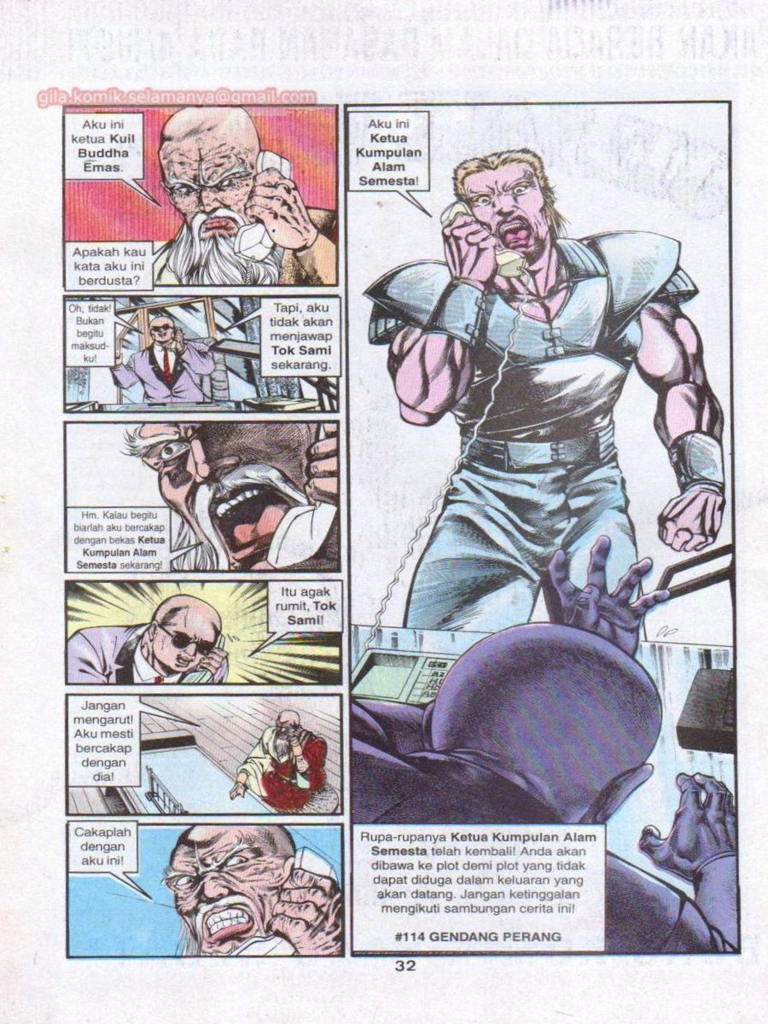 gila.komik.selamanya@gmail.com
Aku ini
ketua Kuil
Buddha
Emas.
Apakah kau
kata aku ini
berdusta?
Oh, tidak!
Bukan
begitu
maksud-
ku!
Tapi, aku
tidak akan
menjawap
Tok Sami
sekarang.
Hm. Kalau begitu
biarlah aku bercakap
dengan bekas Ketua
Kumpulan Alam
Semesta sekarang!
Itu agak
rumit, Tok
Sami!
Jangan
mengarut!
Aku mesti
bercakap
dengan
dia!
Cakaplah
dengan
aku ini!
Aku ini
Ketua
Kumpulan
Alam
Semesta!
Rupa-rupanya Ketua Kumpulan Alam
Semesta telah kembali! Anda akan
dibawa ke plot demi plot yang tidak
dapat diduga dalam keluaran yang
akan datang. Jangan ketinggalan
mengikuti sambungan cerita ini!
#114 GENDANG PERANG
32